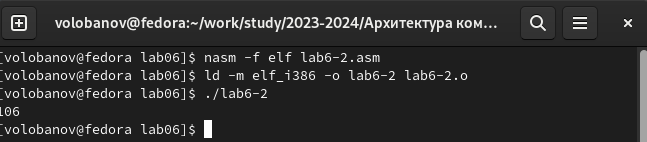 volobanov@fedora:~/work/study/2023-2024/Архитектура ком...
[volobanov@fedora lab06]$ nasm -f elf lab6-2.asm
[volobanov@fedora lab06]$ ld -m elf_i386 -o lab6-2 lab6-2.o
[volobanov@fedora lab06]$ ./lab6-2
106
[volobanov@fedora lab06]$